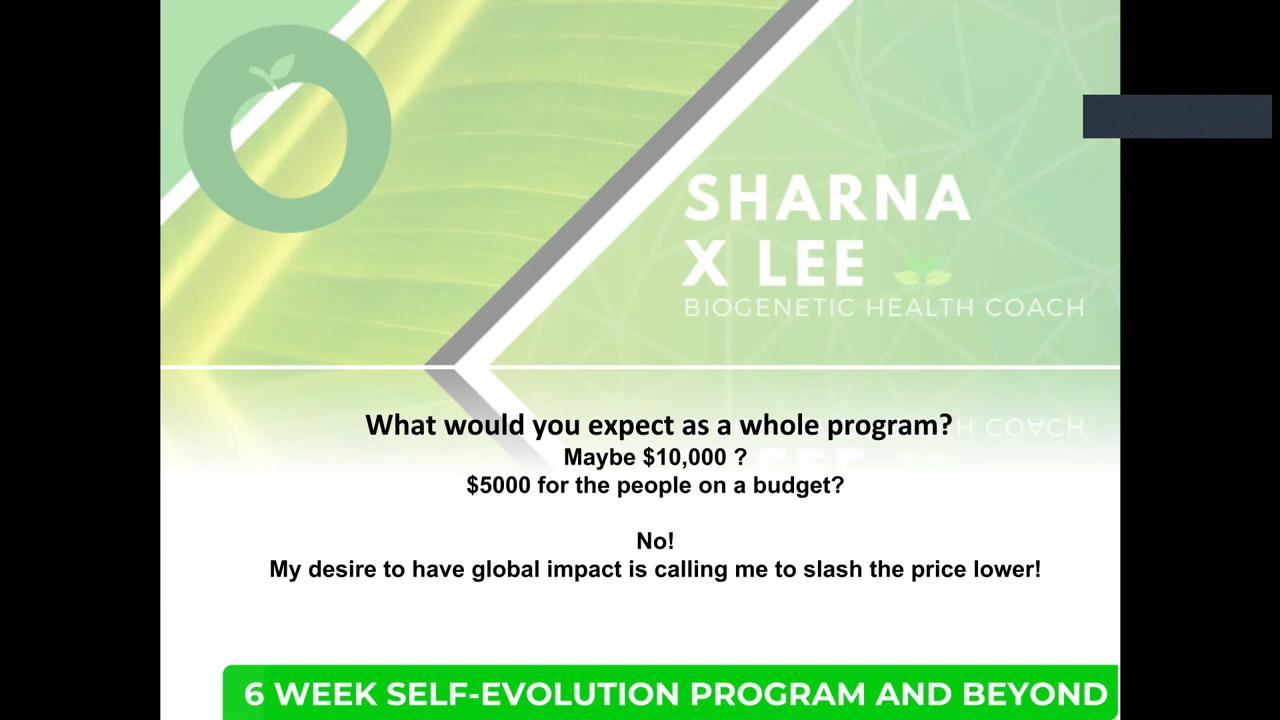 SHARNA
X LEE
BIOGENETIC HEALTH COACH
What would you expect as a whole program?
H COACH
Maybe $10,000 ?
$5000 for the people on a budget?
No!
My desire to have global impact is calling me to slash the price lower!
6 WEEK SELF-EVOLUTION PROGRAM AND BEYOND